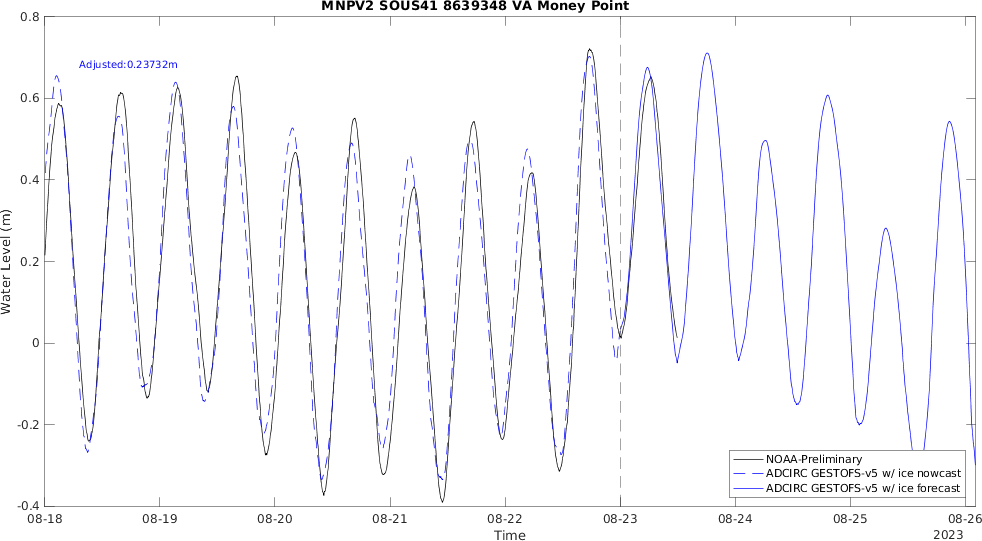 MNPV2 SOUS41 8639348 VA Money Point
Adjusted:0.23732m
Water Level (m)
0.8
0.6
0.4
0.2
0
-0.2
-0.4
NOAA-Preliminary
ADCIRC GESTOFS-v5 w/ ice nowcast
ADCIRC GESTOFS-v5 w/ ice forecast
08-18 08-19 08-20 08-21 08-22 08-23 08-24 08-25 08-26
Time
2023